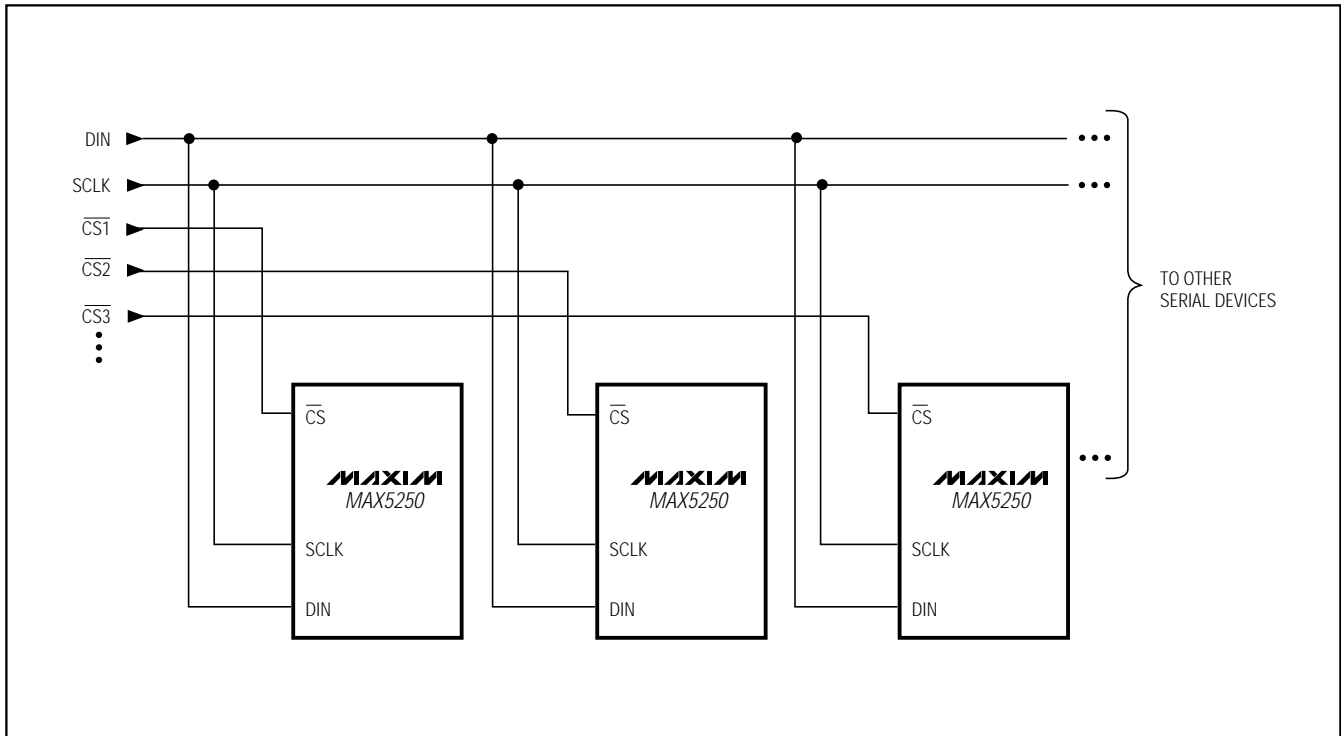 DIN
SCLK
CS1
CS2
CS3
TO OTHER
SERIAL DEVICES
CS
MAXIM
MAX5250
SCLK
DIN
CS
MAXIM
MAX5250
SCLK
DIN
CS
MAXIM
MAX5250
SCLK
DIN